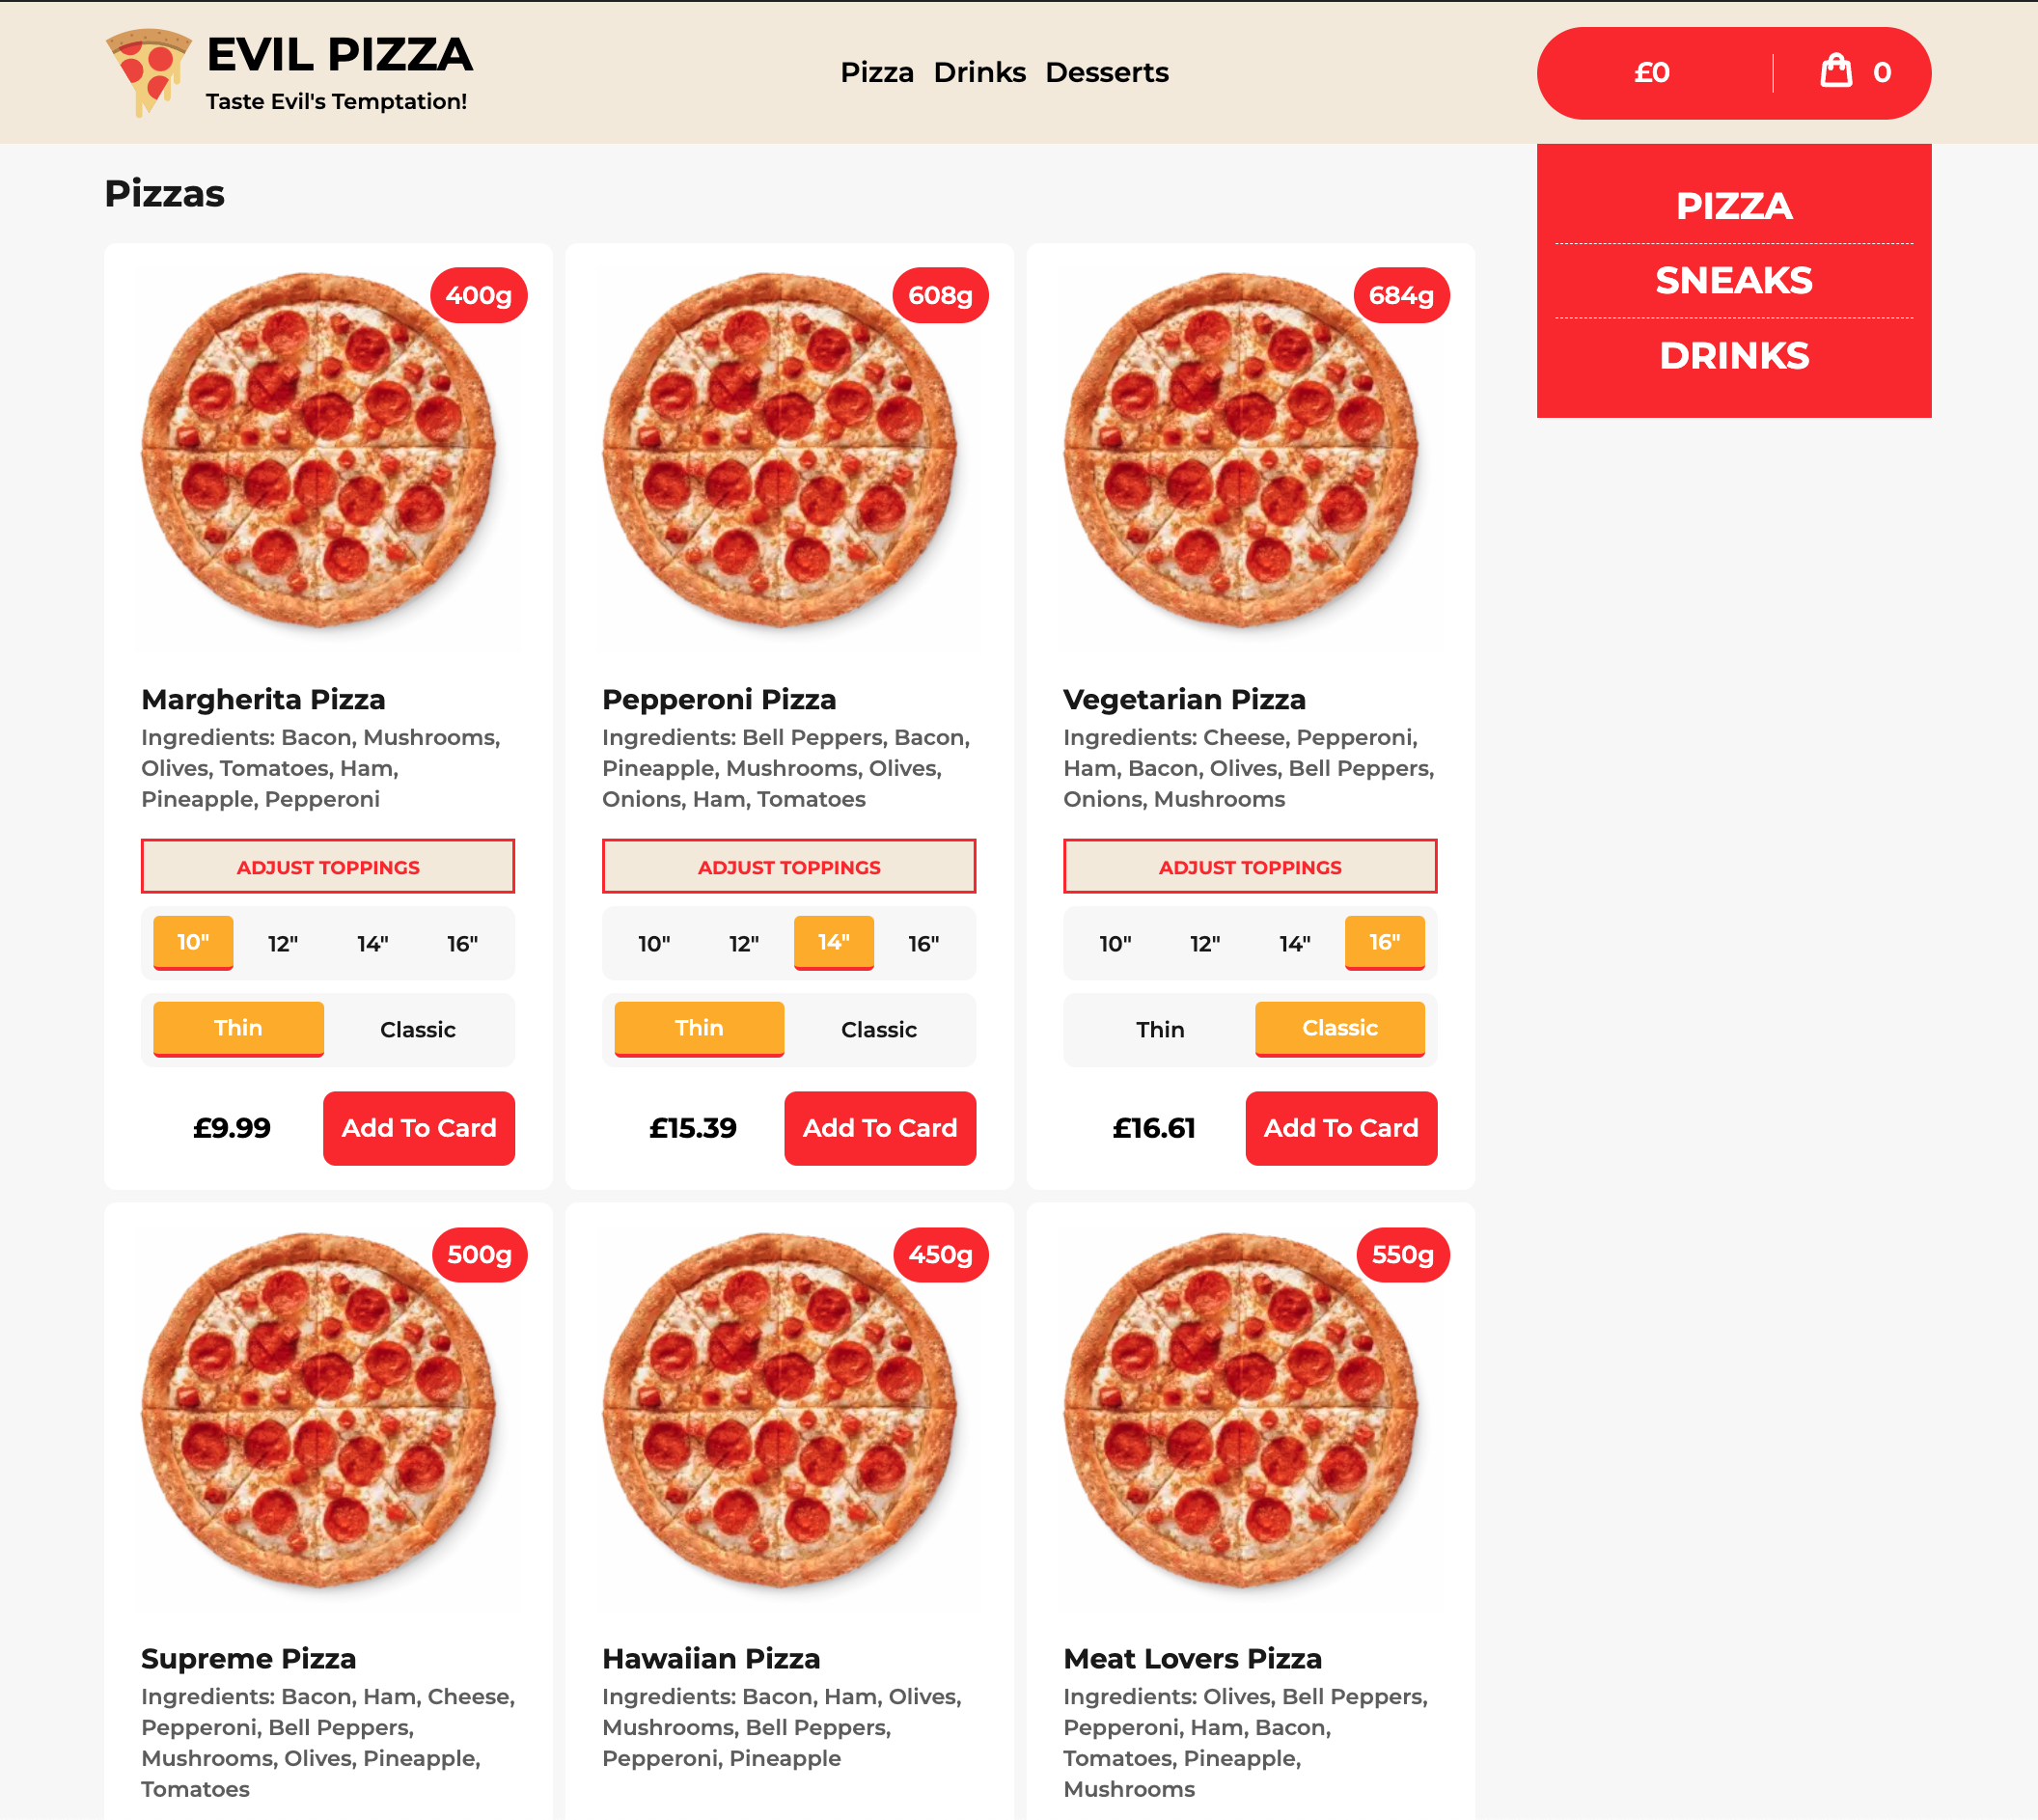 EVIL PIZZA
Taste Evil's Temptation!
Pizza Drinks Desserts
£0
0
PIZZA
SNEAKS
DRINKS
Pizzas
400g
Margherita Pizza
Ingredients: Bacon, Mushrooms,
Olives, Tomatoes, Ham,
Pineapple, Pepperoni
ADJUST TOPPINGS
10" 12" 14" 16"
Thin Classic
£9.99 Add To Card
608g
Pepperoni Pizza
Ingredients: Bell Peppers, Bacon,
Pineapple, Mushrooms, Olives,
Onions, Ham, Tomatoes
ADJUST TOPPINGS
10" 12" 14" 16"
Thin Classic
£15.39 Add To Card
684g
Vegetarian Pizza
Ingredients: Cheese, Pepperoni,
Ham, Bacon, Olives, Bell Peppers,
Onions, Mushrooms
ADJUST TOPPINGS
10" 12" 14" 16"
Thin Classic
£16.61 Add To Card
500g
Supreme Pizza
Ingredients: Bacon, Ham, Cheese,
Pepperoni, Bell Peppers,
Mushrooms, Olives, Pineapple,
Tomatoes
450g
Hawaiian Pizza
Ingredients: Bacon, Ham, Olives,
Mushrooms, Bell Peppers,
Pepperoni, Pineapple
550g
Meat Lovers Pizza
Ingredients: Olives, Bell Peppers,
Pepperoni, Ham, Bacon,
Tomatoes, Pineapple,
Mushrooms